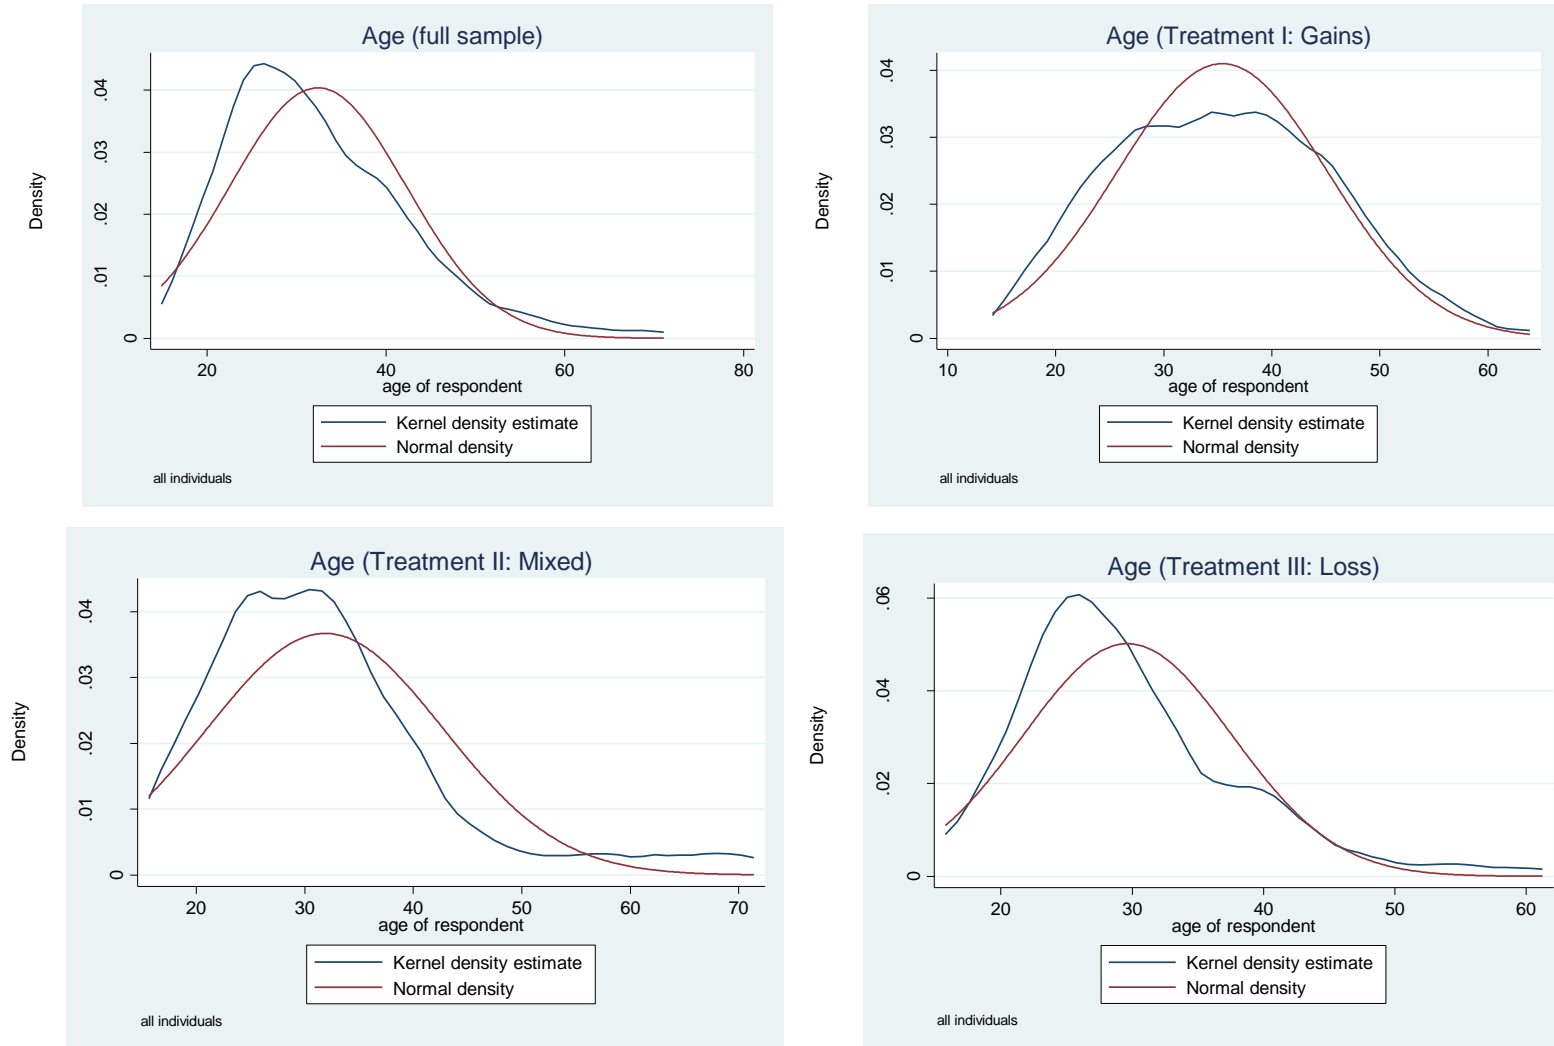 Age (full sample)
Density
.04
.03
.02
.01
0
20
40
60
80
age of respondent
Kernel density estimate
Normal density
all individuals
Age (Treatment I: Gains)
Density
.04
.03
.02
.01
0
10
20
30
40
50
60
age of respondent
Kernel density estimate
Normal density
all individuals
Age (Treatment II: Mixed)
Density
.04
.03
.02
.01
0
20
30
40
50
60
70
age of respondent
Kernel density estimate
Normal density
all individuals
Age (Treatment III: Loss)
Density
.06
.04
.02
0
20
30
40
50
60
age of respondent
Kernel density estimate
Normal density
all individuals